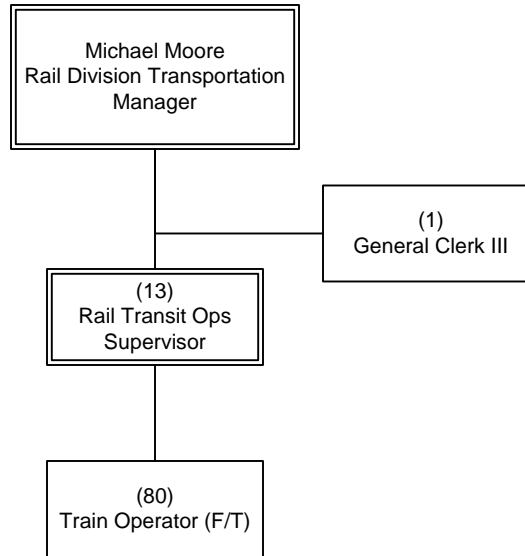 Michael Moore
Rail Division Transportation
Manager
(1)
General Clerk III
(13)
Rail Transit Ops
Supervisor
(80)
Train Operator (F/T)